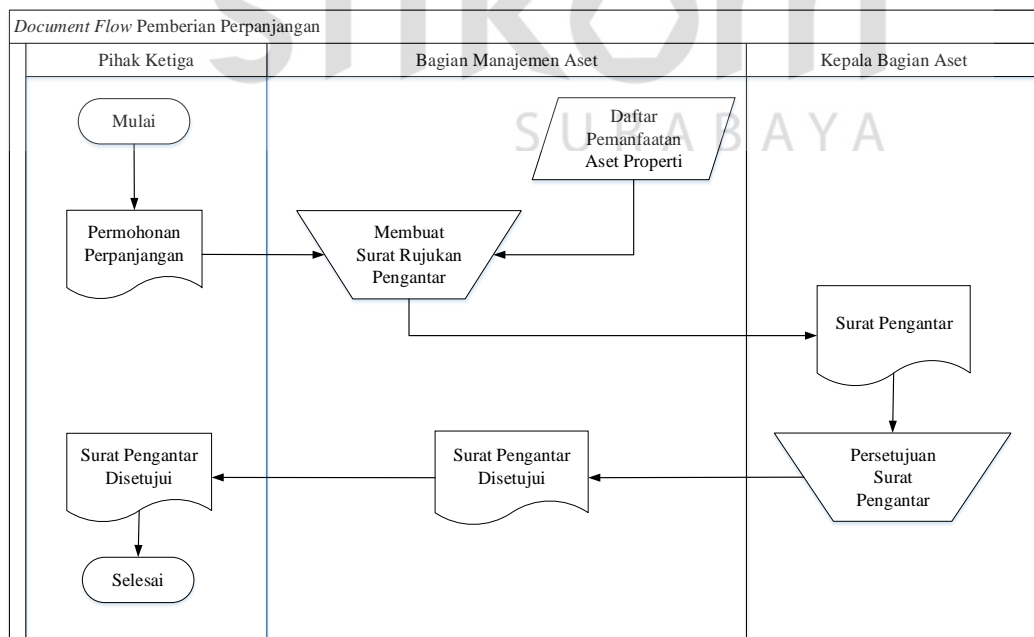 stikom
SURABAYA
Document Flow Pemberian Perpanjangan
Pihak Ketiga
Bagian Manajemen Aset
Kepala Bagian Aset
Mulai
Daftar
Pemanfaatan
Aset Properti
Permohonan
Perpanjangan
Membuat
Surat Rujukan
Pengantar
Surat Pengantar
Surat Pengantar
Disetujui
Surat Pengantar
Disetujui
Persetujuan
Surat
Pengantar
Selesai